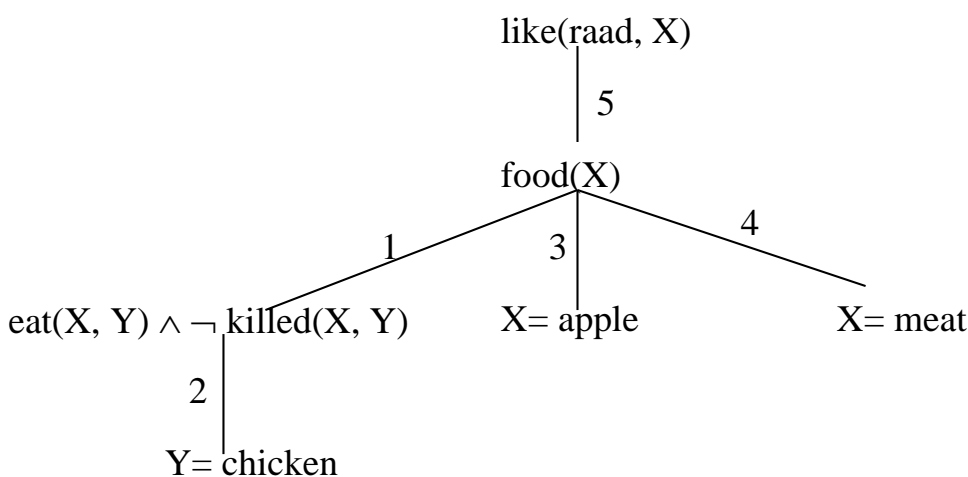 like(raad, X)
5
food(X)
1
3
4
eat(X, Y) ∧ ¬ killed(X, Y)
X= apple
X= meat
2
Y= chicken